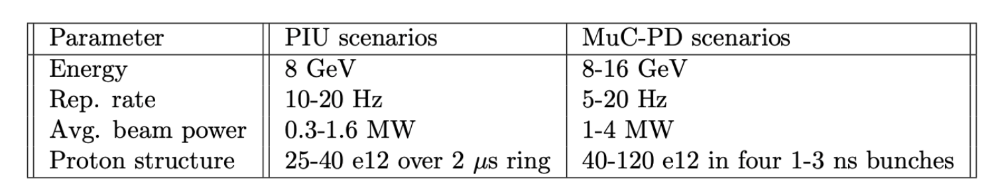 Parameter PIU scenarios MuC-PD scenarios
Energy 8 GeV 8-16 GeV
Rep. rate 10-20 Hz 5-20 Hz
Avg. beam power 0.3-1.6 MW 1-4 MW
Proton structure 25-40 e12 over 2 μs ring 40-120 e12 in four 1-3 ns bunches